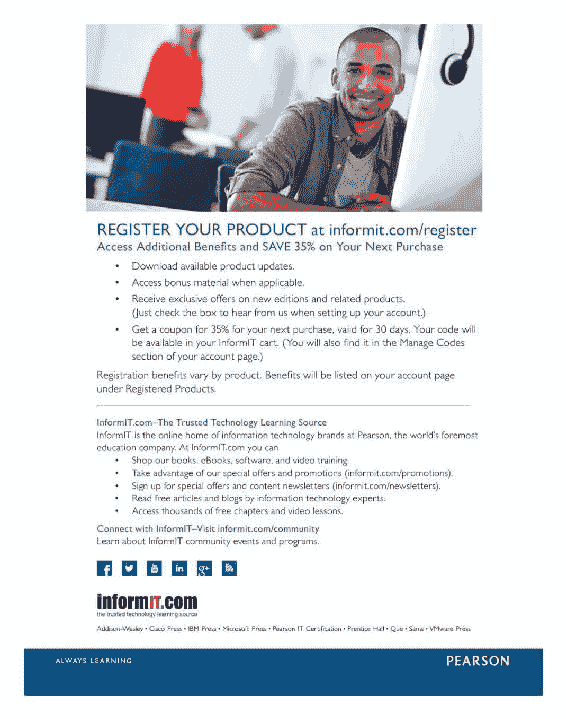 REGISTER YOUR PRODUCT at informit.com/register
Access Additional Benefits and SAVE 35% on Your Next Purchase
• Download available product updates.
• Access bonus material when applicable.
• Receive exclusive offers on new editions and related products.
(Just check the box to hear from us when setting up your account.)
• Get a coupon for 35% for your next purchase, valid for 30 days. Your code will
be available in your InformIT cart. (You will also find it in the Manage Codes
section of your account page.)
Registration benefits vary by product. Benefits will be listed on your account page
under Registered Products.
InformIT.com–The Trusted Technology Learning Source
InformIT is the online home of information technology brands at Pearson, the world's foremost
education company. At InformIT.com you can
• Shop our books, eBooks, software, and video training.
• Take advantage of our special offers and promotions (informit.com/promotions).
• Sign up for special offers and content newsletters (informit.com/newsletters).
• Read free articles and blogs by information technology experts.
• Access thousands of free chapters and video lessons.
Connect with InformIT–Visit informit.com/community
Learn about InformIT community events and programs.
informIT.com
the trusted technology learning source
Addison-Wesley • Cisco Press • IBM Press • Microsoft Press • Pearson IT Certification • Prentice Hall • Que • Sams • VMware Press
ALWAYS LEARNING
PEARSON